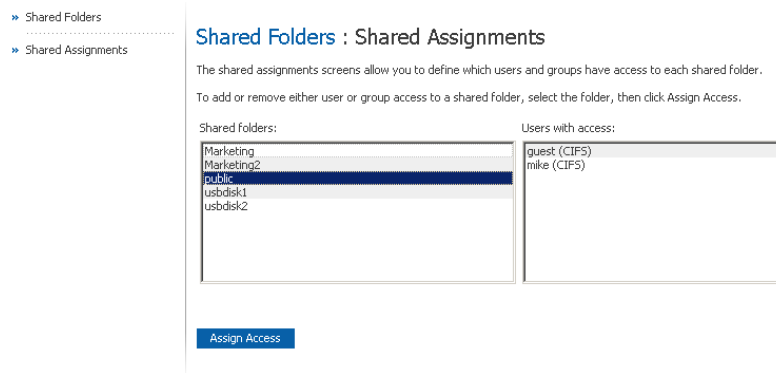 » Shared Folders
» Shared Assignments
Shared Folders : Shared Assignments
The shared assignments screens allow you to define which users and groups have access to each shared folder.
To add or remove either user or group access to a shared folder, select the folder, then click Assign Access.
Shared folders:
Marketing
Marketing2
public
usbdisk1
usbdisk2
Users with access:
guest (CIFS)
mike (CIFS)
Assign Access